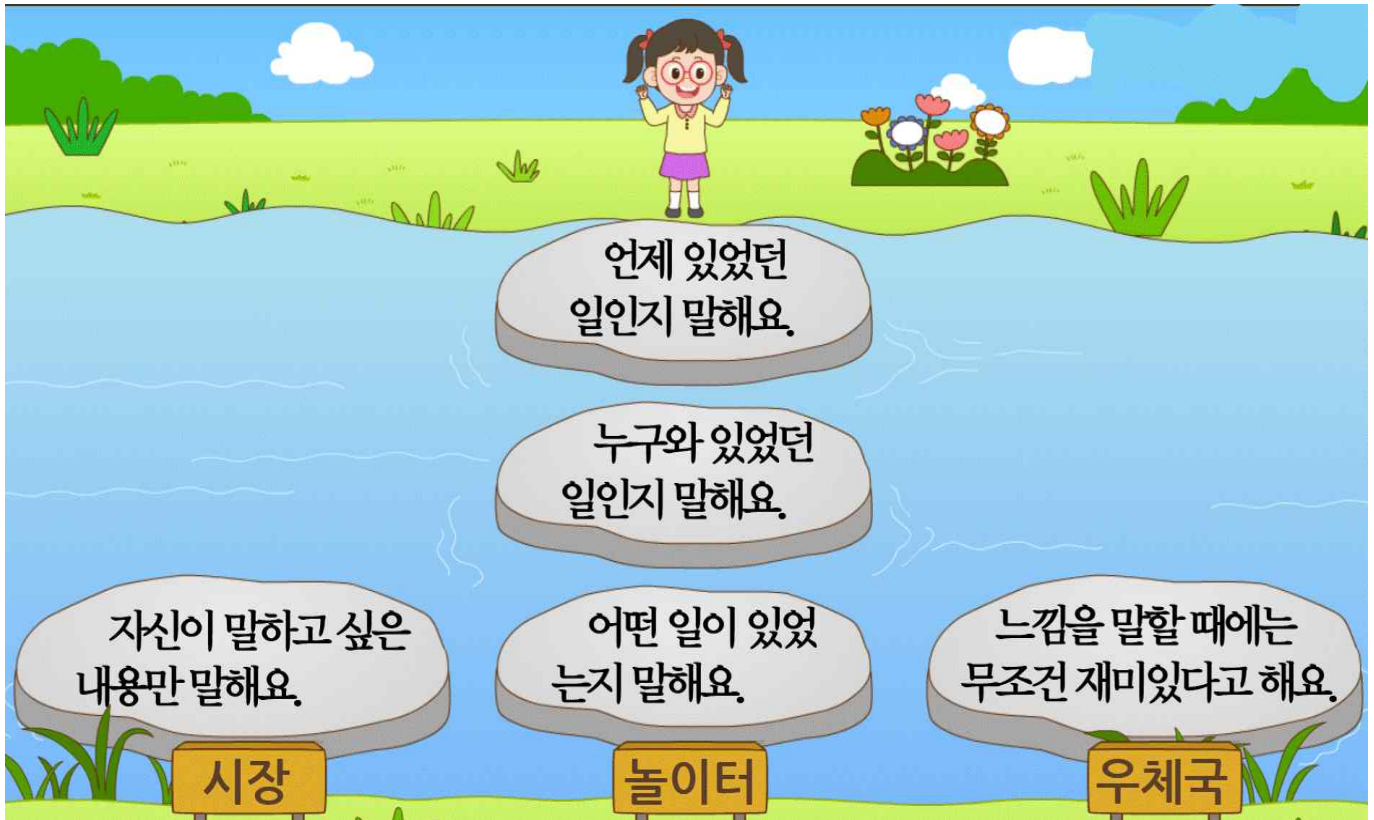 언제 있었던
일인지 말해요.
누구와 있었던
일인지 말해요.
자신이 말하고 싶은
내용만 말해요.
어떤 일이 있었
는지 말해요.
느낌을 말할 때에는
무조건 재미있다고 해요.
시장
놀이터
우체국